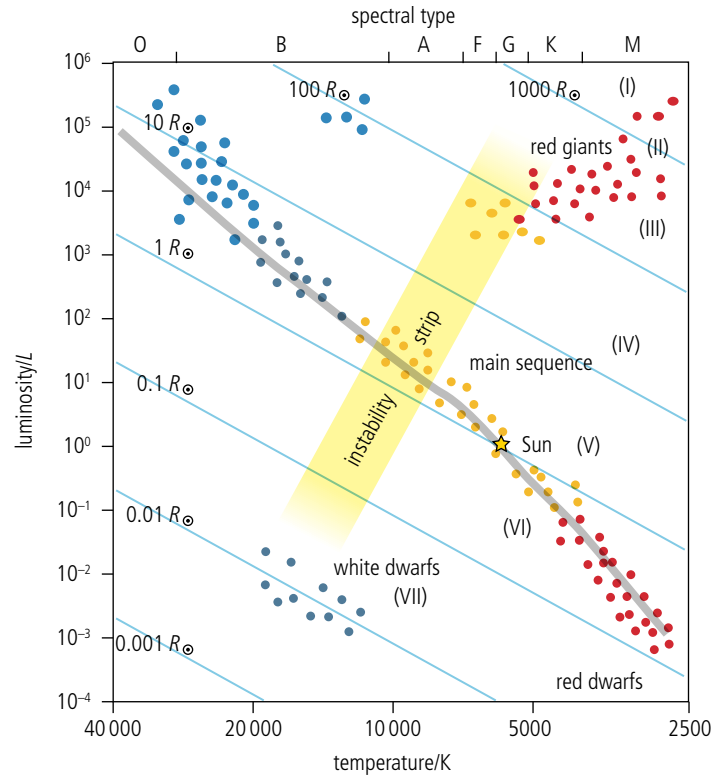 spectral type
O B A F G K M
10⁶
10⁵
10⁴
10³
10²
10¹
10⁰
10⁻¹
10⁻²
10⁻³
10⁻⁴
luminosity/L
100 R☉
1000 R☉
(I)
10 R☉
red giants
(II)
(III)
1 R☉
strip
(IV)
main sequence
0.1 R☉
instability
Sun
(V)
0.01 R☉
(VI)
white dwarfs
(VII)
0.001 R☉
red dwarfs
40 000 20 000 10 000 5000 2500
temperature/K